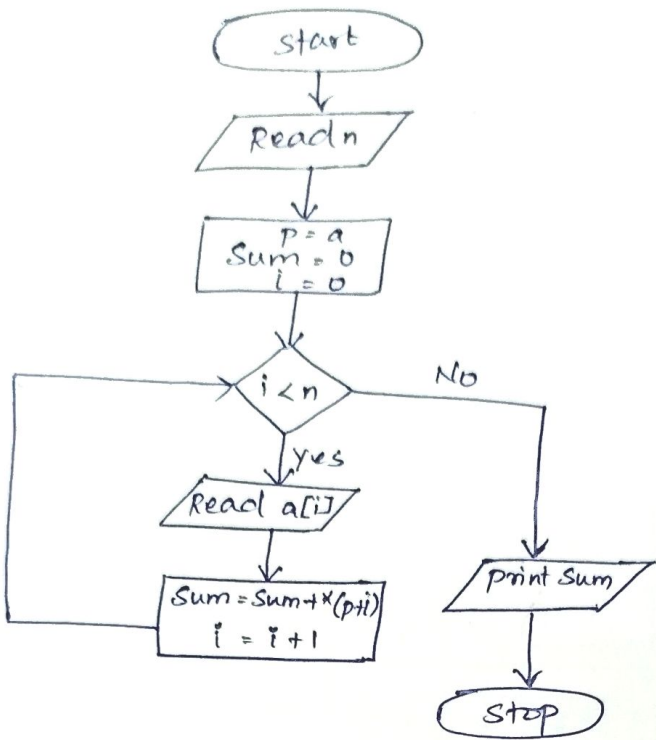 Start
Read n
p = a
Sum = 0
i = 0
i < n
No
yes
Read a[i]
Sum = Sum + *(p+i)
i = i + 1
print Sum
Stop